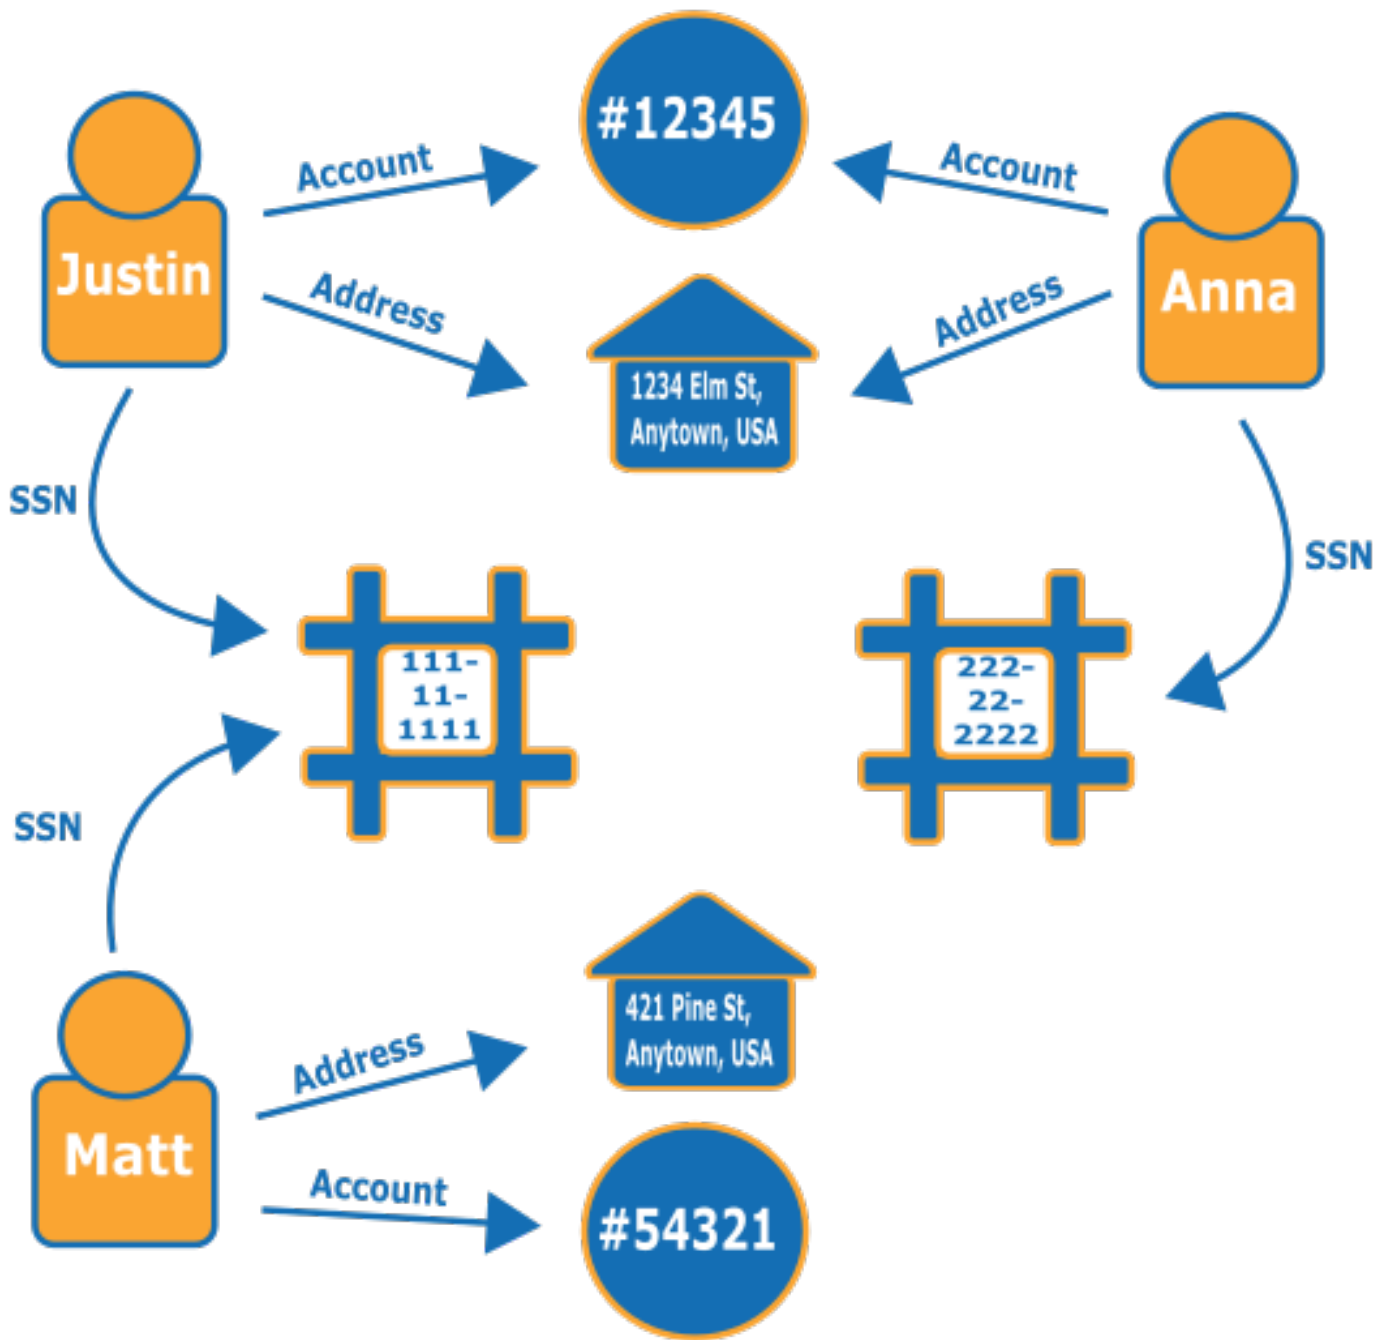 #12345
Account
Account
Justin
Anna
Address
Address
1234 Elm St,
Anytown, USA
SSN
SSN
111-
11-
1111
222-
22-
2222
SSN
421 Pine St,
Anytown, USA
Address
Matt
Account
#54321